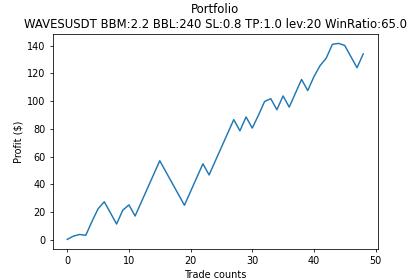 Portfolio
WAVESUSDT BBM:2.2 BBL:240 SL:0.8 TP:1.0 lev:20 WinRatio:65.0
140
120
100
80
60
40
20
0
Profit ($)
0 10 20 30 40 50
Trade counts